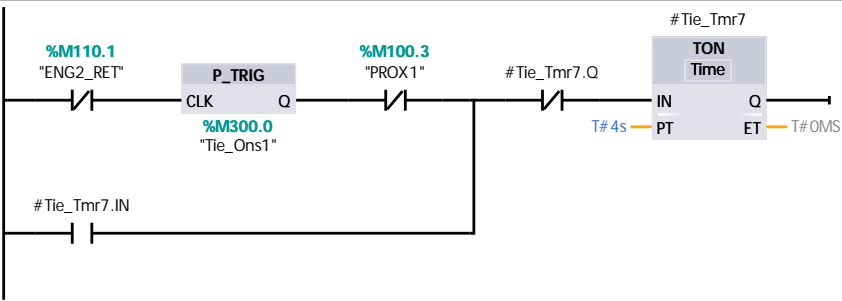 #Tie_Tmr7
%M110.1
%M100.3
TON
"ENG2_RET"
P_TRIG
"PROX1"
#Tie_Tmr7.Q
Time
CLK
Q
IN
Q
%M300.0
T#4s
PT
ET
T#0MS
"Tie_Ons1"
#Tie_Tmr7.IN